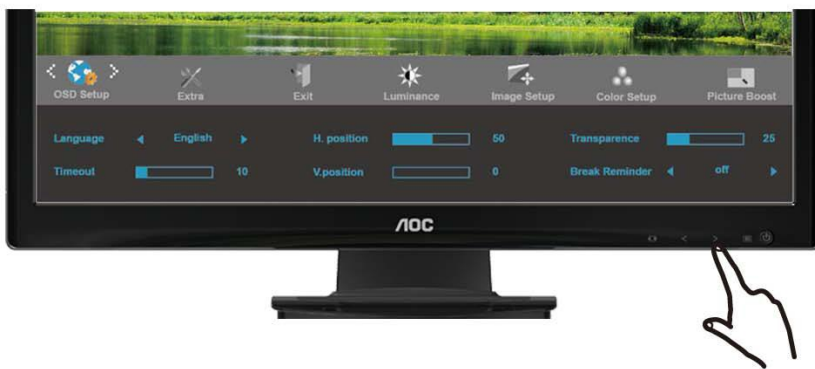 OSD Setup Extra Exit Luminance Image Setup Color Setup Picture Boost
Language English H. position 50 Transparence 25
Timeout 10 V.position 0 Break Reminder off
AOC